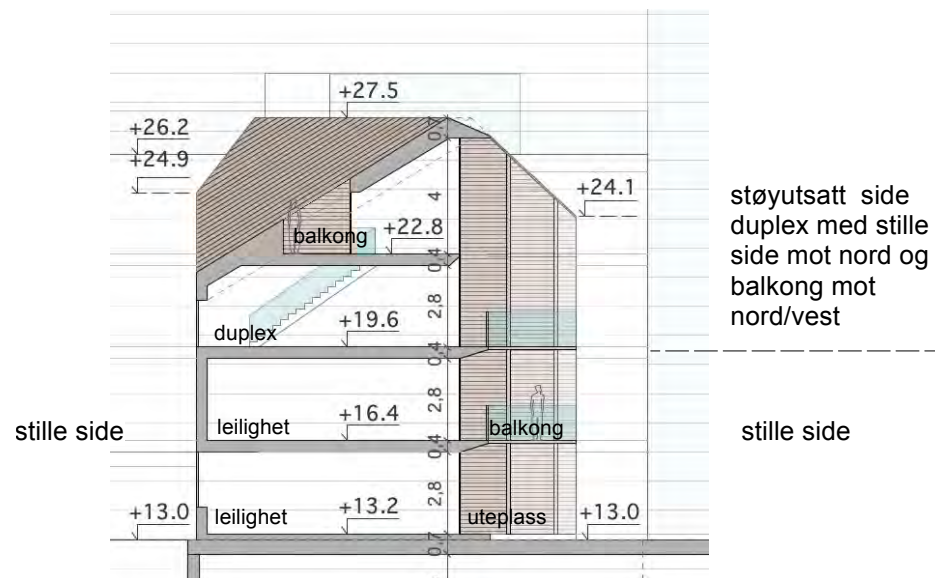 +27.5
+26.2
+24.9
0,7
+24.1
4
balkong
+22.8
0,4
støyutsatt side
duplex med stille
side mot nord og
balkong mot
nord/vest
2,8
duplex
+19.6
0,4
2,8
stille side
leilighet
+16.4
balkong
stille side
0,4
2,8
+13.0
leilighet
+13.2
uteplass
+13.0
0,7